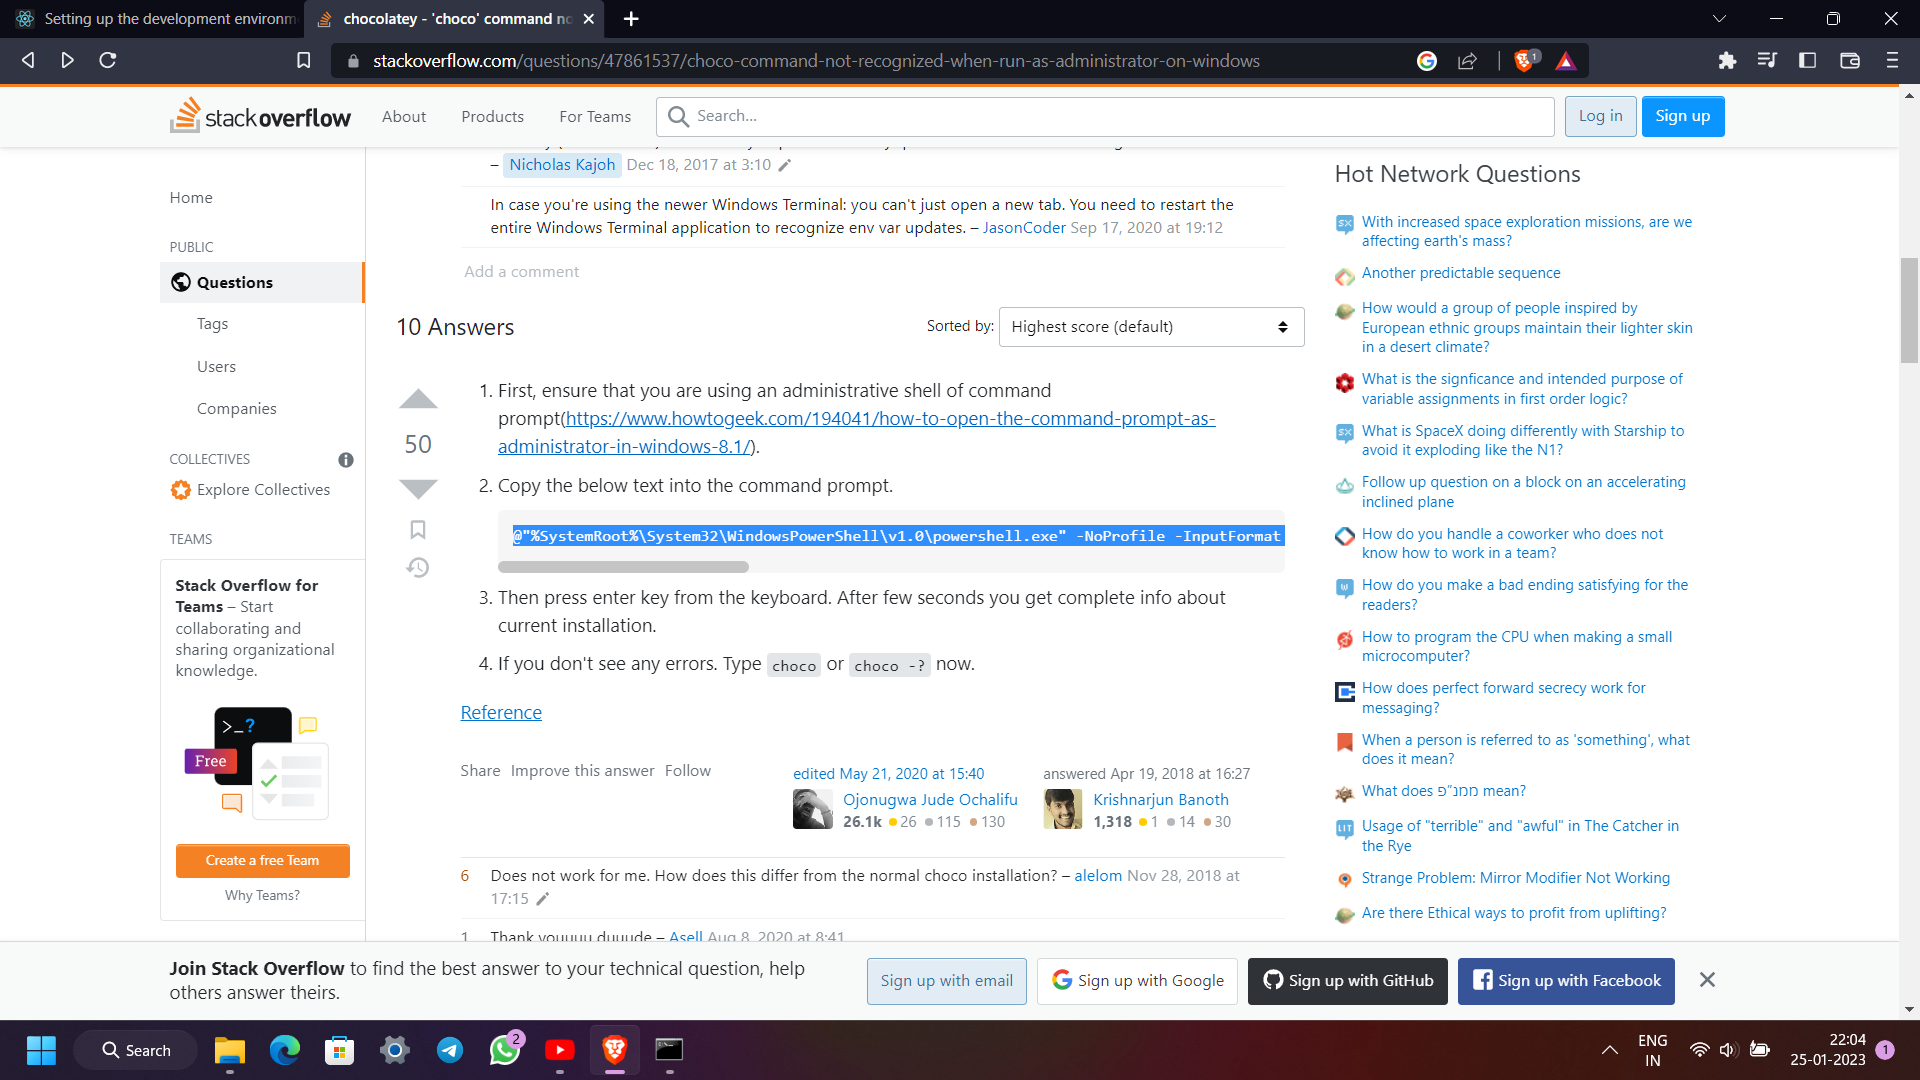 Setting up the development environm
chocolatey - 'choco' command no
stackoverflow.com/questions/47861537/choco-command-not-recognized-when-run-as-administrator-on-windows
1
stackoverflow
About
Products
For Teams
Search...
Log in
Sign up
Home
PUBLIC
Questions
Tags
Users
Companies
COLLECTIVES
Explore Collectives
TEAMS
Stack Overflow for
Teams – Start
collaborating and
sharing organizational
knowledge.
>_?
Free
Create a free Team
Why Teams?
– Nicholas Kajoh Dec 18, 2017 at 3:10
In case you're using the newer Windows Terminal: you can't just open a new tab. You need to restart the
entire Windows Terminal application to recognize env var updates. – JasonCoder Sep 17, 2020 at 19:12
Add a comment
10 Answers
Sorted by:
Highest score (default)
50
1. First, ensure that you are using an administrative shell of command
prompt(https://www.howtogeek.com/194041/how-to-open-the-command-prompt-as-
administrator-in-windows-8.1/).
2. Copy the below text into the command prompt.
@"%SystemRoot%\System32\WindowsPowerShell\v1.0\powershell.exe" -NoProfile -InputFormat
3. Then press enter key from the keyboard. After few seconds you get complete info about
current installation.
4. If you don't see any errors. Type choco or choco -? now.
Reference
Share Improve this answer Follow
edited May 21, 2020 at 15:40
Ojonugwa Jude Ochalifu
26.1k 26 115 130
answered Apr 19, 2018 at 16:27
Krishnarjun Banoth
1,318 1 14 30
6 Does not work for me. How does this differ from the normal choco installation? – alelom Nov 28, 2018 at
17:15
1 Thank youuuu duuude – Asell Aug 8, 2020 at 8:41
Hot Network Questions
With increased space exploration missions, are we
affecting earth's mass?
Another predictable sequence
How would a group of people inspired by
European ethnic groups maintain their lighter skin
in a desert climate?
What is the signficance and intended purpose of
variable assignments in first order logic?
What is SpaceX doing differently with Starship to
avoid it exploding like the N1?
Follow up question on a block on an accelerating
inclined plane
How do you handle a coworker who does not
know how to work in a team?
How do you make a bad ending satisfying for the
readers?
How to program the CPU when making a small
microcomputer?
How does perfect forward secrecy work for
messaging?
When a person is referred to as 'something', what
does it mean?
What does ממנ"פ mean?
Usage of "terrible" and "awful" in The Catcher in
the Rye
Strange Problem: Mirror Modifier Not Working
Are there Ethical ways to profit from uplifting?
Join Stack Overflow to find the best answer to your technical question, help
others answer theirs.
Sign up with email
Sign up with Google
Sign up with GitHub
Sign up with Facebook
Search
2
ENG
IN
22:04
25-01-2023
1